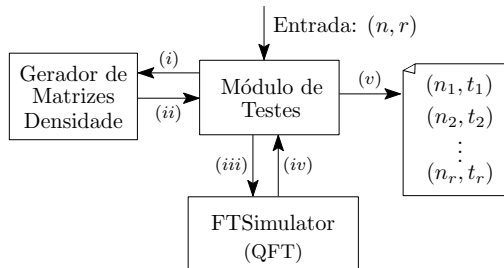 Entrada: (n, r)
(i)
Gerador de
Matrizes
Densidade
(ii)
Módulo de
Testes
(v)
(n₁, t₁)
(n₂, t₂)
⋮
(nᵣ, tᵣ)
(iii)
(iv)
FTSimulator
(QFT)